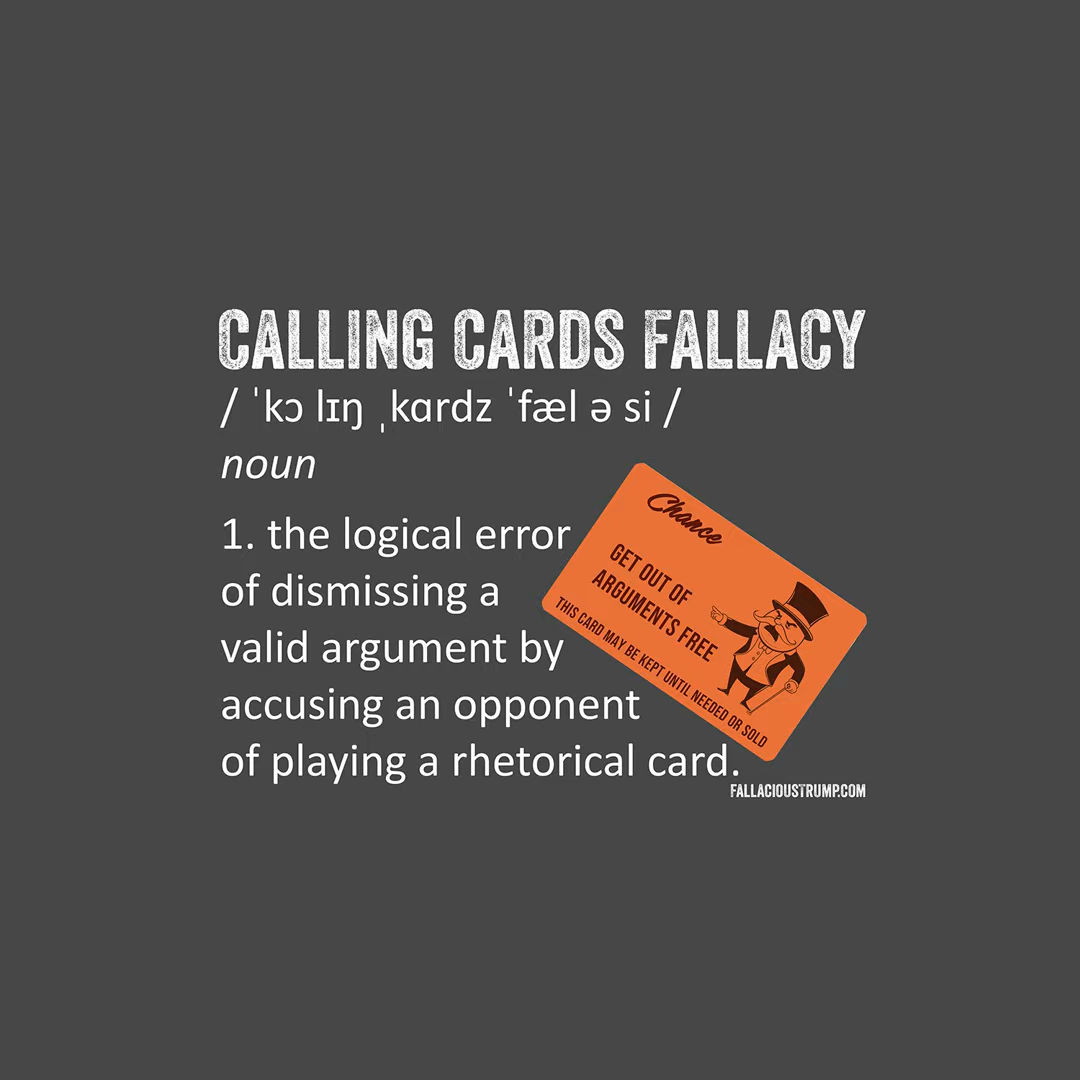 CALLING CARDS FALLACY
/ ˈkɔ lɪŋ ˌkɑrdz ˈfæl ə si /
noun
1. the logical error
of dismissing a
valid argument by
accusing an opponent
of playing a rhetorical card.
Chance
GET OUT OF
ARGUMENTS FREE
THIS CARD MAY BE KEPT UNTIL NEEDED OR SOLD
FALLACIOUSTRUMP.COM